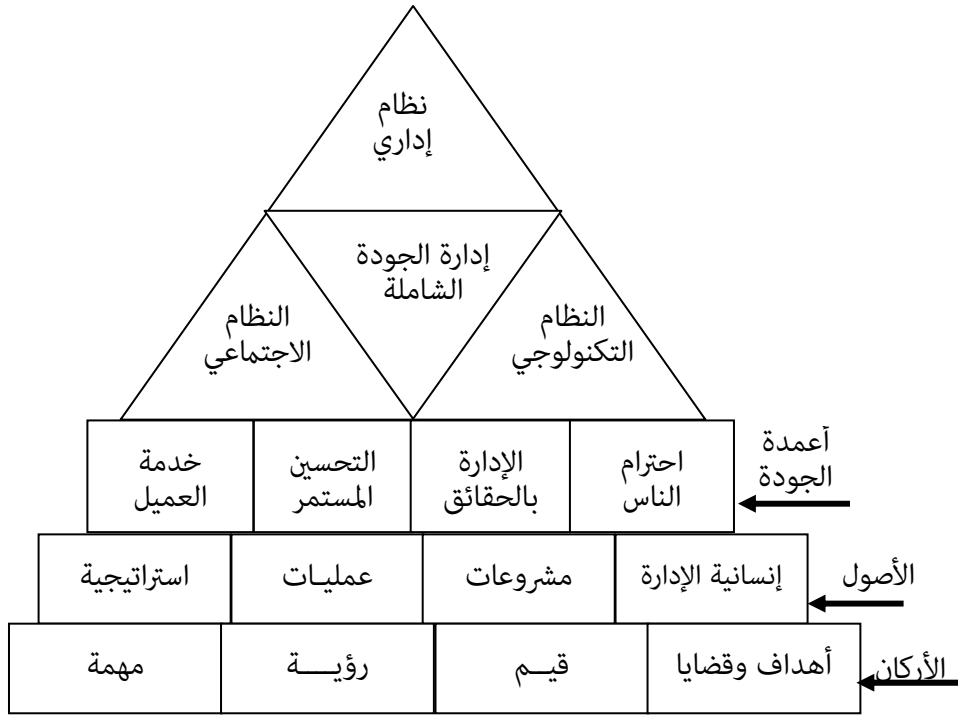 نظام
إداري
إدارة الجودة
الشاملة
النظام
التكنولوجي
النظام
الاجتماعي
أعمدة
الجودة
احترام
الناس
الإدارة
بالحقائق
التحسين
المستمر
خدمة
العميل
الأصول
إنسانية الإدارة
مشروعات
عمليـات
استراتيجية
الأركان
أهداف وقضايا
قيـم
رؤيــــة
مهمة